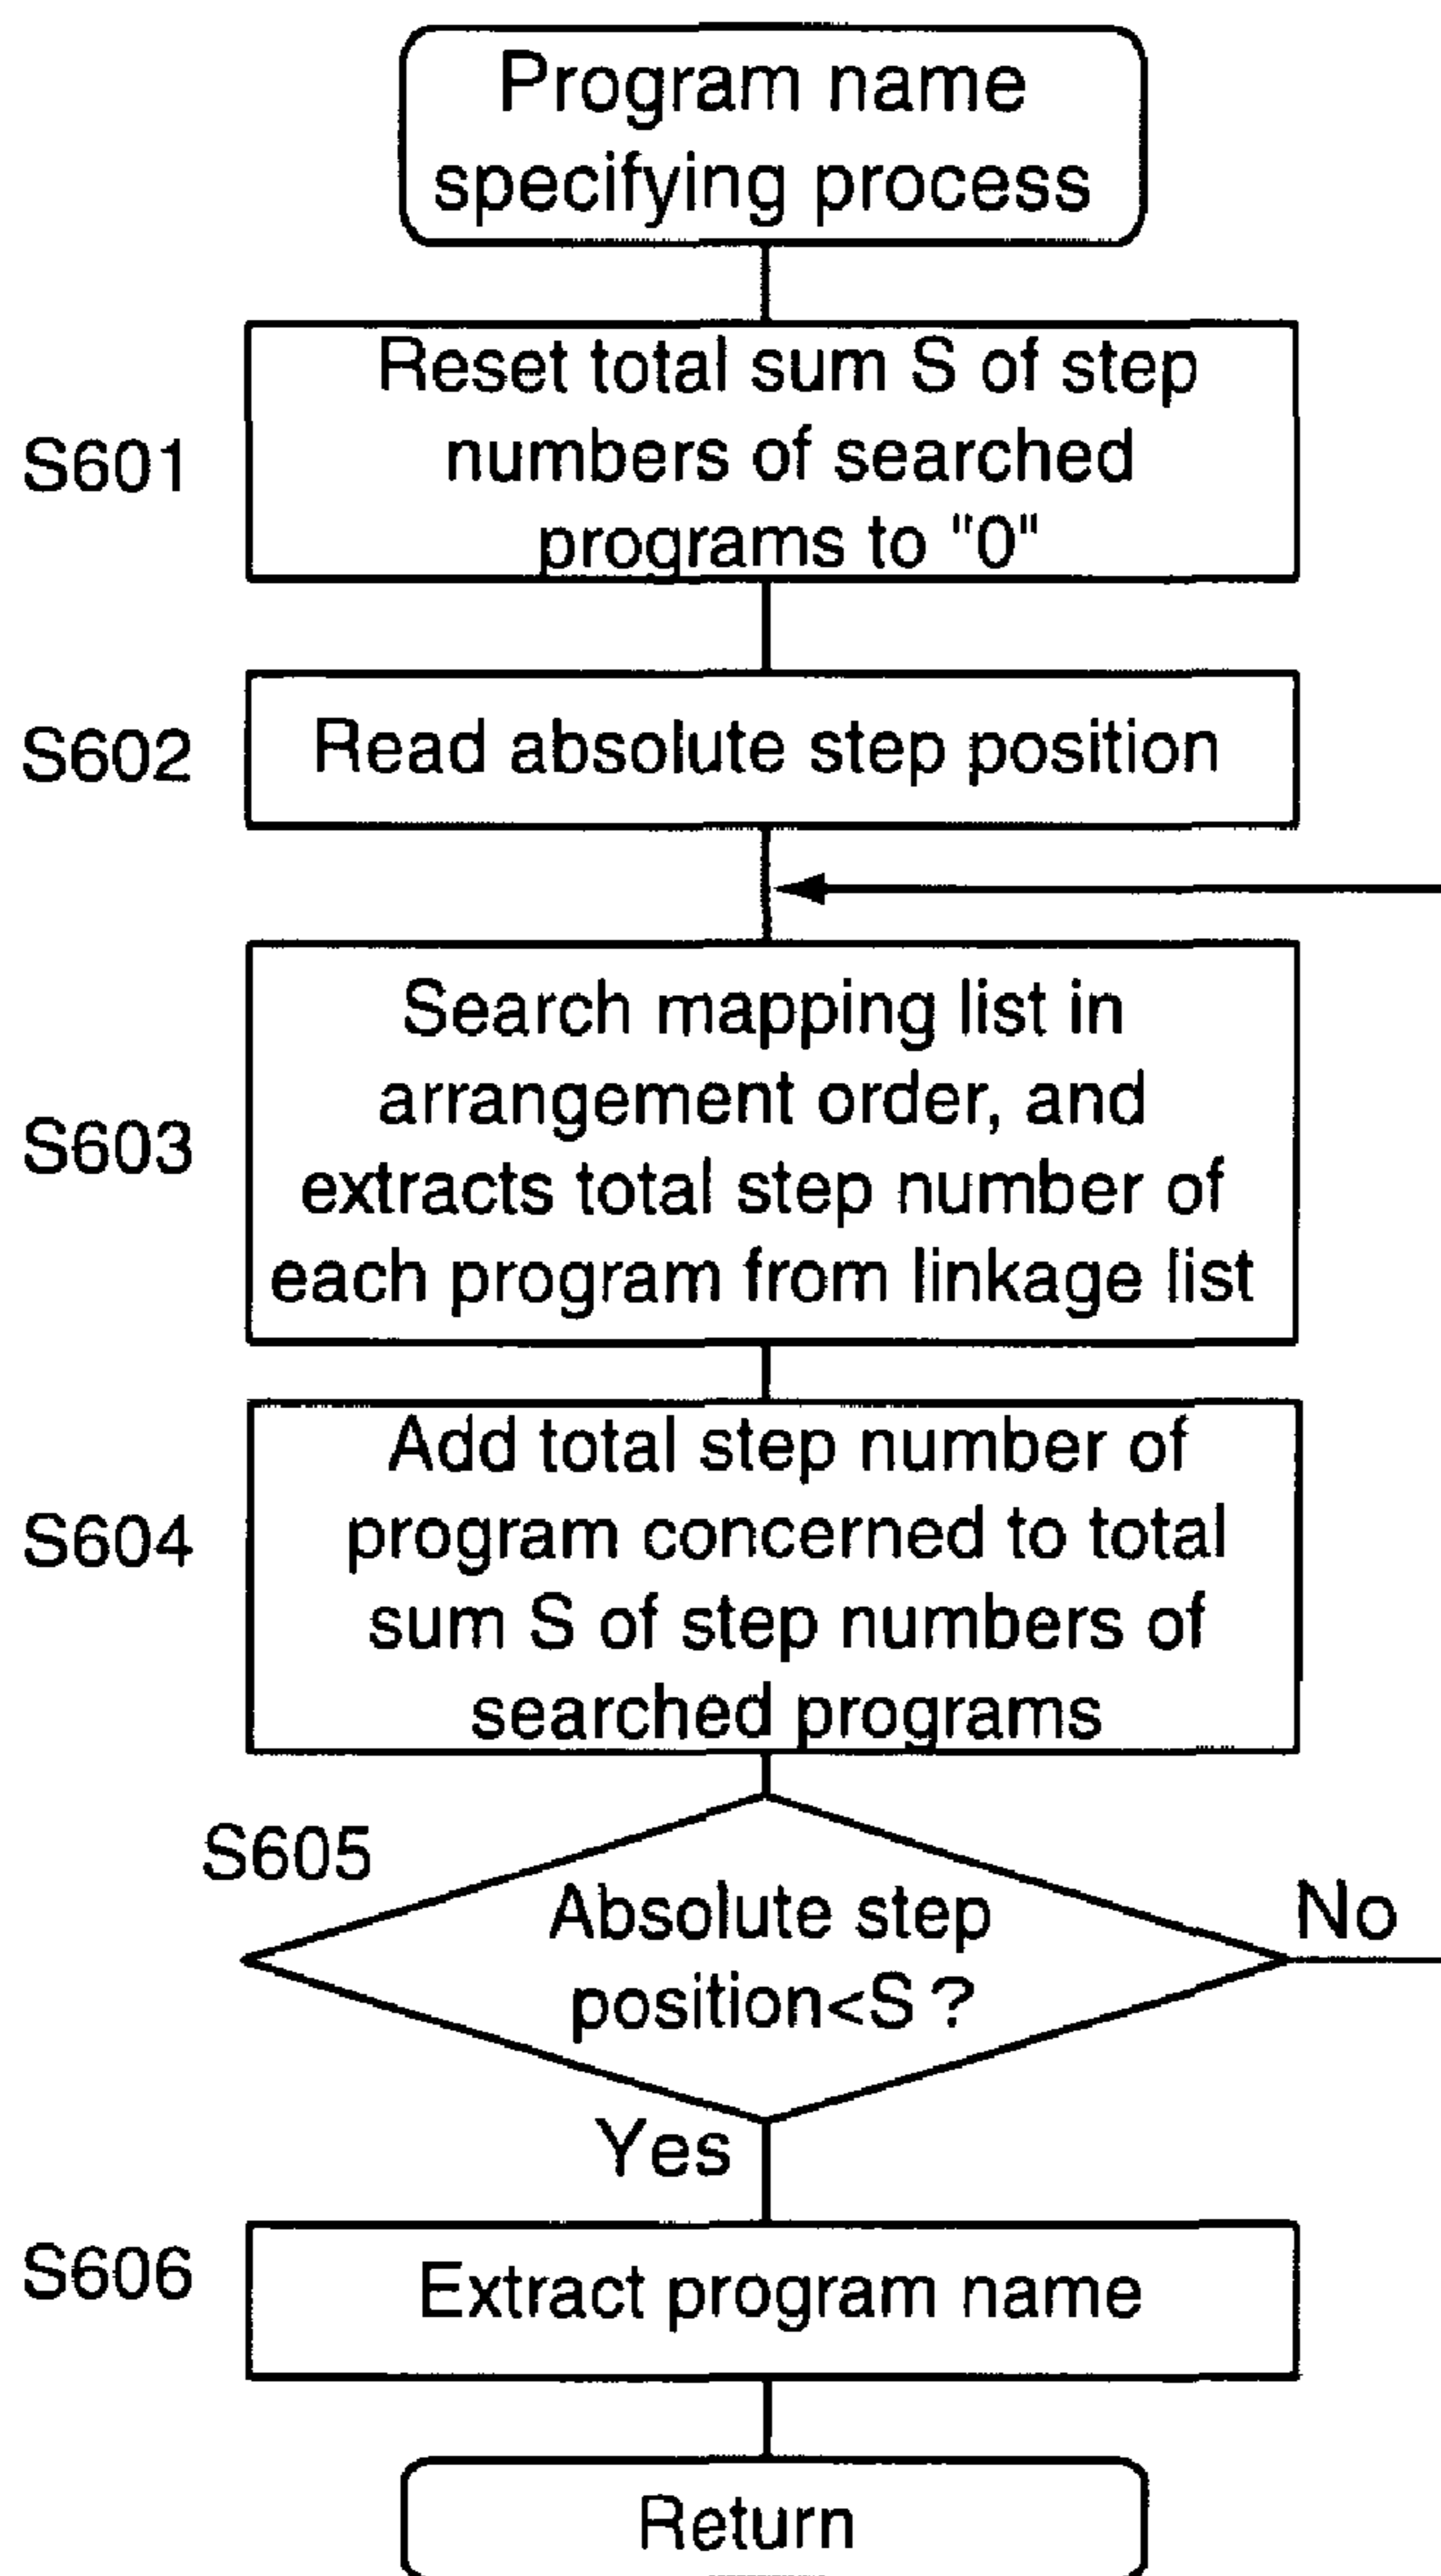 Program name
specifying process
S601
Reset total sum S of step
numbers of searched
programs to "0"
S602
Read absolute step position
S603
Search mapping list in
arrangement order, and
extracts total step number of
each program from linkage list
S604
Add total step number of
program concerned to total
sum S of step numbers of
searched programs
S605
Absolute step
position<S ?
No
Yes
S606
Extract program name
Return